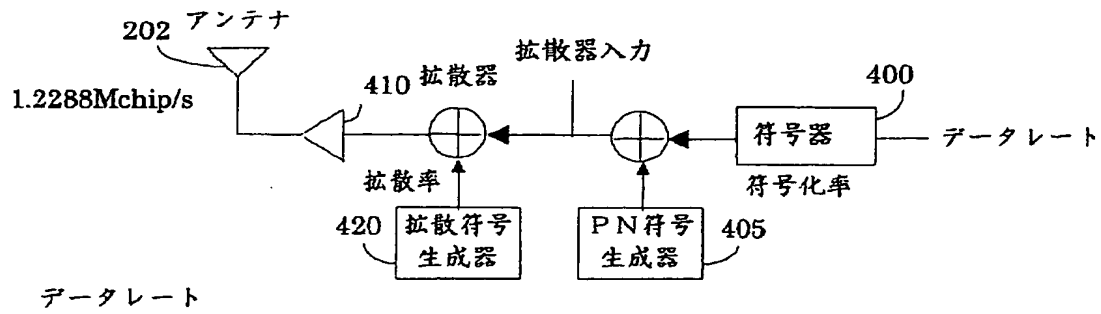 202 アンテナ
1.2288Mchip/s
410 拡散器
拡散器入力
400
符号器
データレート
符号化率
拡散率
420
拡散符号
生成器
PN符号
生成器
405
データレート